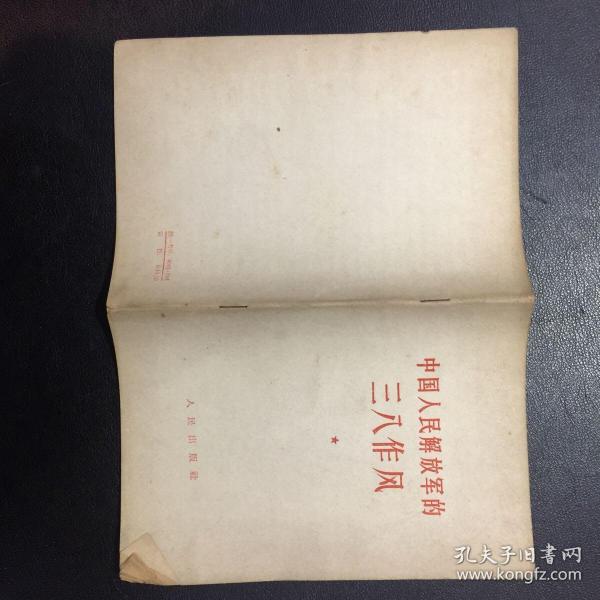 中国人民解放军的
三八作风
★
人民出版社
孔夫子旧书网
www.kongfz.com